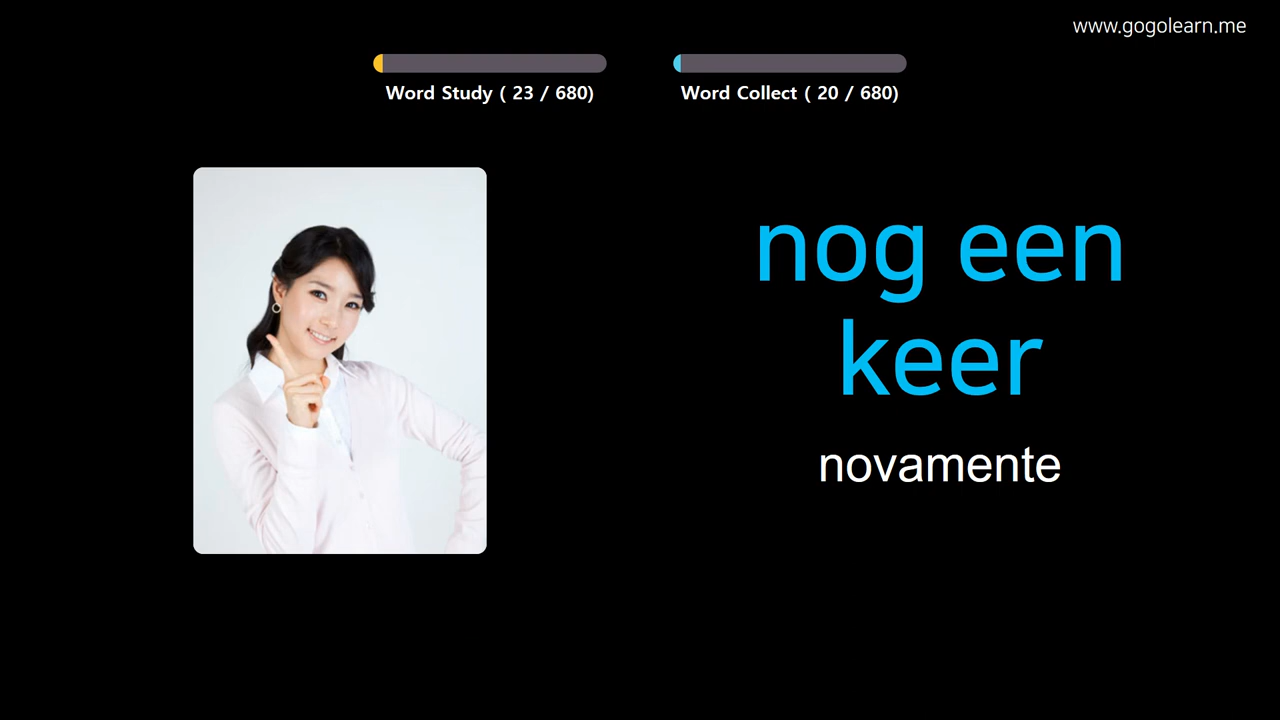 www.gogolearn.me
Word Study ( 23 / 680)
Word Collect ( 20 / 680)
nog een
keer
novamente